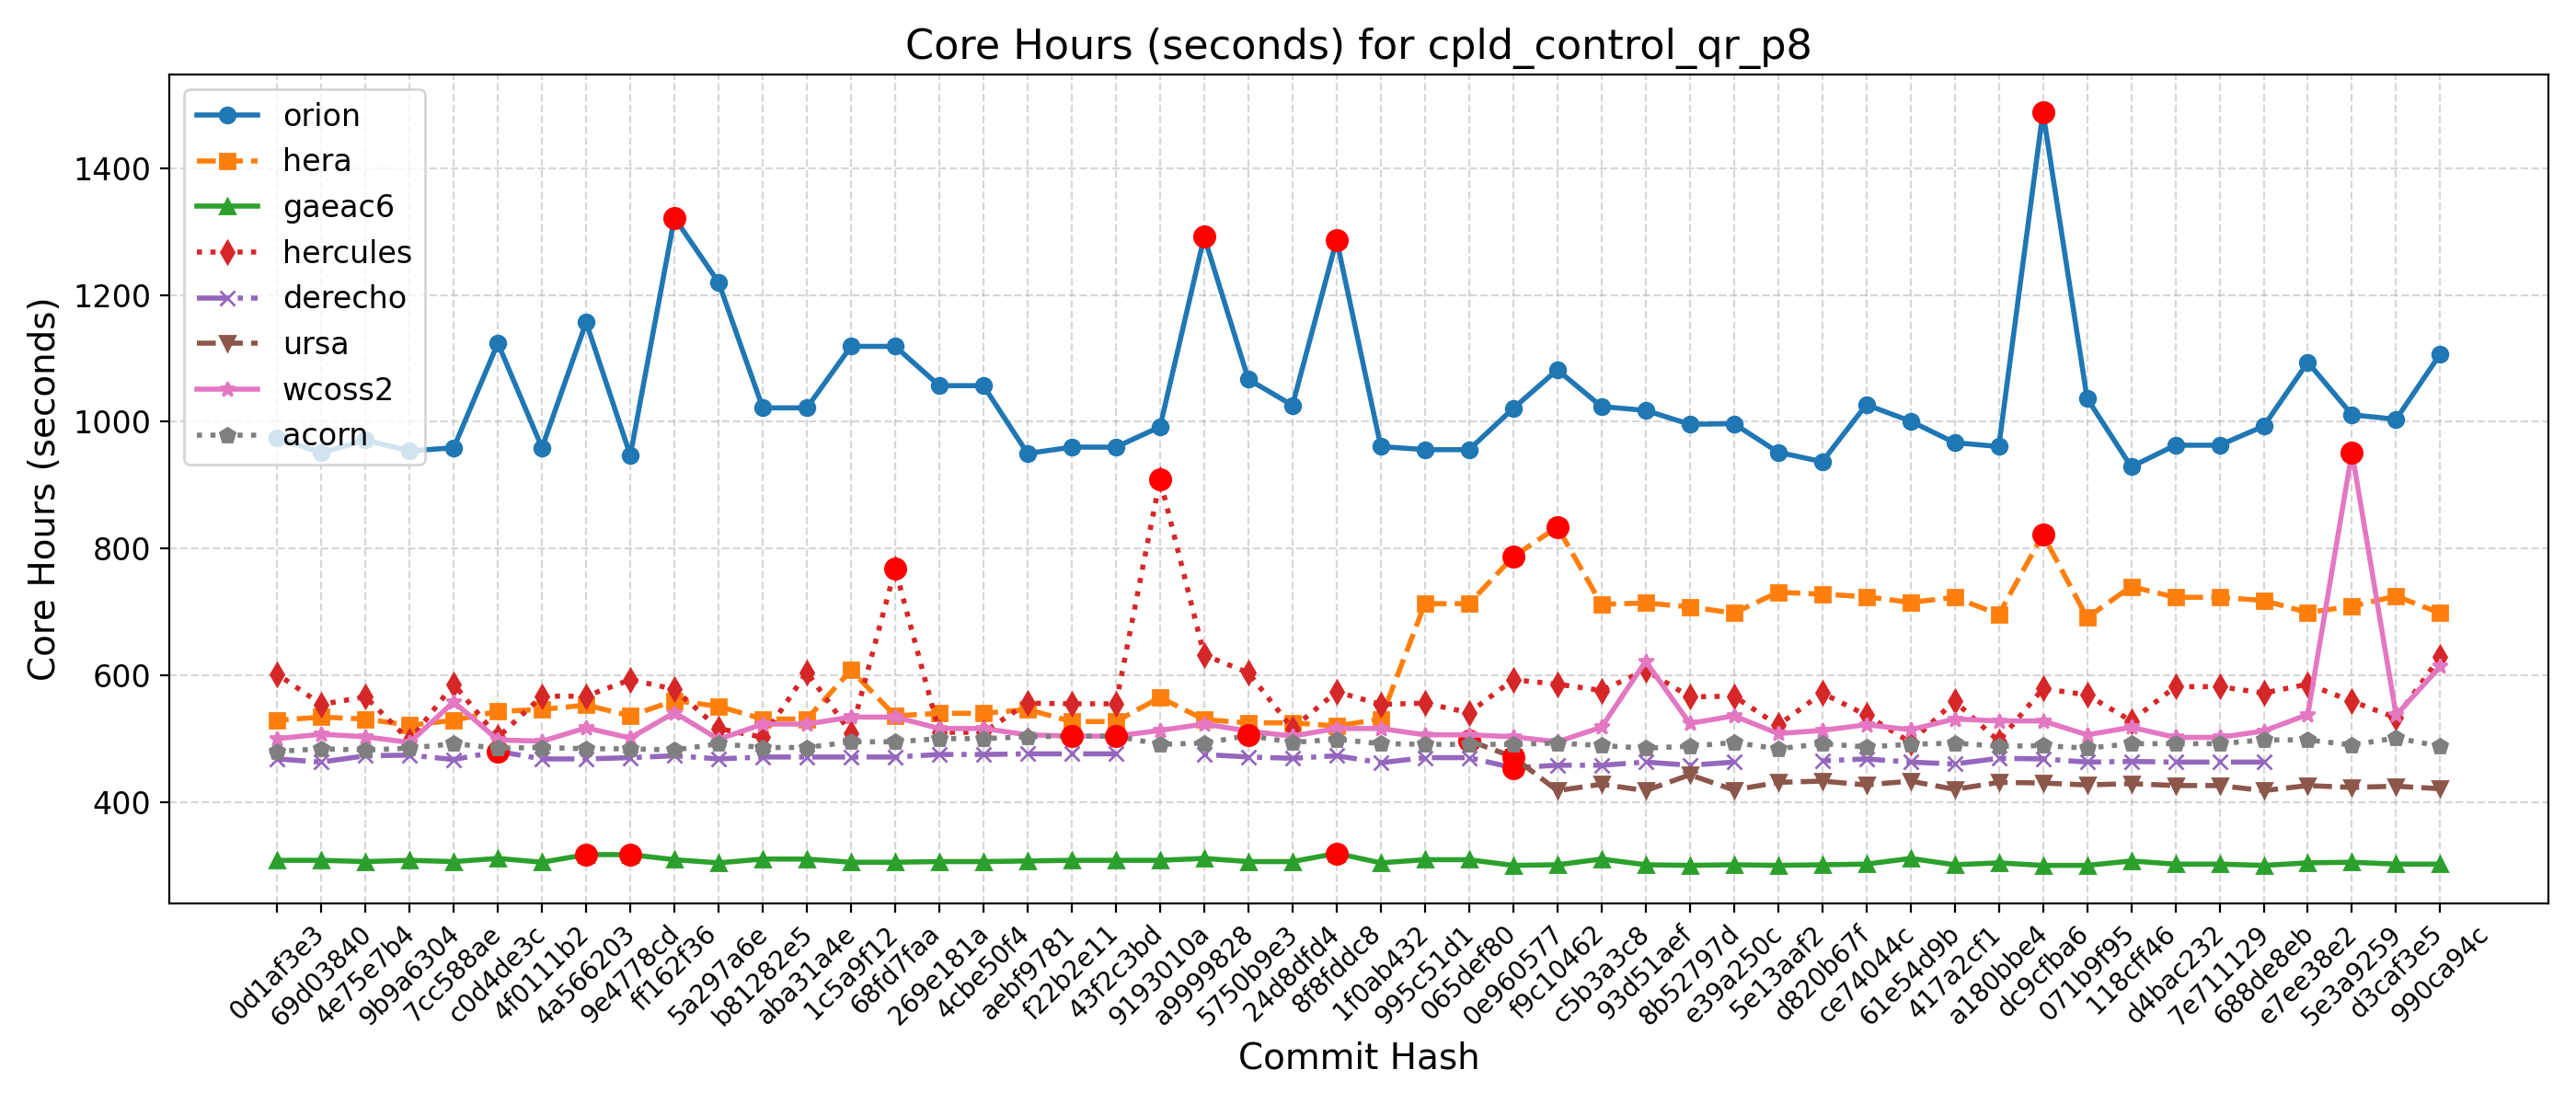 Core Hours (seconds) for cpld_control_qr_p8
orion
hera
gaeac6
hercules
derecho
ursa
wcoss2
acorn
Core Hours (seconds)
1400
1200
1000
800
600
400
0d1af3e3
69d03840
4e75e7b4
9b9a6304
7cc588ae
c0d4de3c
4f0111b2
4a566203
9e4778cd
ff162f36
5a297a6e
b81282e5
aba31a4e
1c5a9f12
68fd7faa
269e181a
4cbe50f4
aebf9781
f22b2e11
43f2c3bd
9193010a
a9999828
5750b9e3
24d8dfd4
8f8fddc8
1f0ab432
995c51d1
065def80
0e960577
f9c10462
c5b3a3c8
93d51aef
8b52797d
e39a250c
5e13aaf2
d820b67f
ce74044c
61e54d9b
417a2cf1
a180bbe4
dc9cfba6
071b9f95
118cff46
d4bac232
7e711129
688de8eb
e7ee38e2
5e3a9259
d3caf3e5
990ca94c
Commit Hash